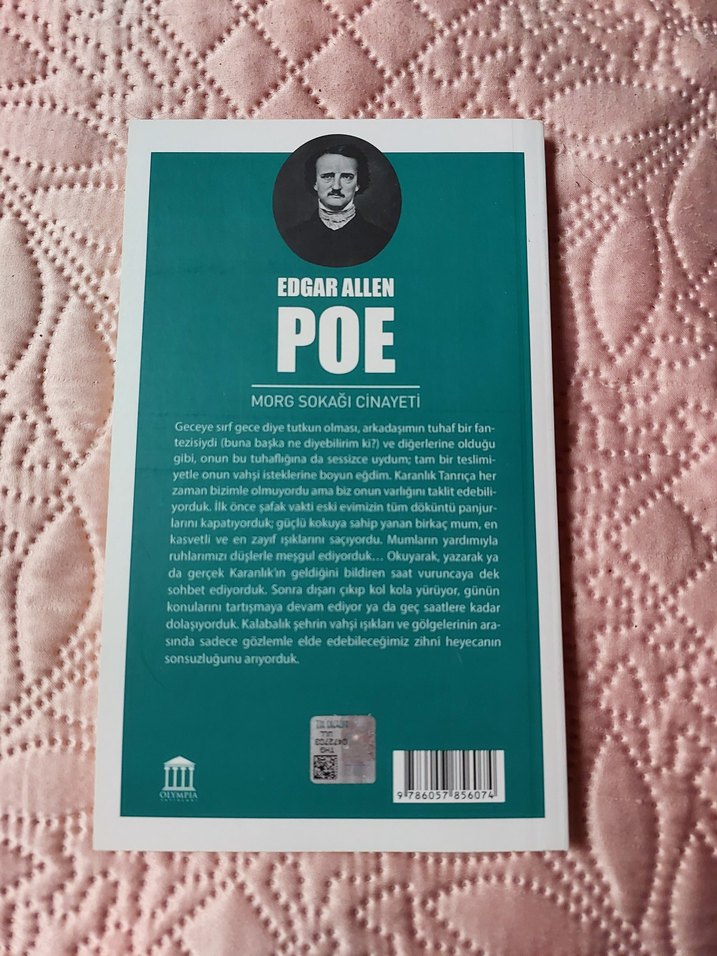 EDGAR ALLEN
POE
MORG SOKAĞI CİNAYETİ
Geceye sırf gece diye tutkun olması, arkadaşımın tuhaf bir fan-
tezisiydi (buna başka ne diyebilirim ki?) ve diğerlerine olduğu
gibi, onun bu tuhaflığına da sessizce uydum; tam bir teslimi-
yetle onun vahşi isteklerine boyun eğdim. Karanlık Tanrıça her
zaman bizimle olmuyordu ama biz onun varlığını taklit edebili-
yorduk. İlk önce şafak vakti eski evimizin tüm döküntü panjur-
larını kapatıyorduk; güçlü kokuya sahip yanan birkaç mum, en
kasvetli ve en zayıf ışıklarını saçıyordu. Mumların yardımıyla
ruhlarımızı düşlerle meşgul ediyorduk... Okuyarak, yazarak ya
da gerçek Karanlık'ın geldiğini bildiren saat vuruncaya dek
sohbet ediyorduk. Sonra dışarı çıkıp kol kola yürüyor, günün
konularını tartışmaya devam ediyor ya da geç saatlere kadar
dolaşıyorduk. Kalabalık şehrin vahşi ışıkları ve gölgelerinin ara-
sında sadece gözlemle elde edebileceğimiz zihni heyecanın
sonsuzluğunu arıyorduk.
THG
0472703
ULL
OLYMPIA
YAYINLARI
9 786057 856074